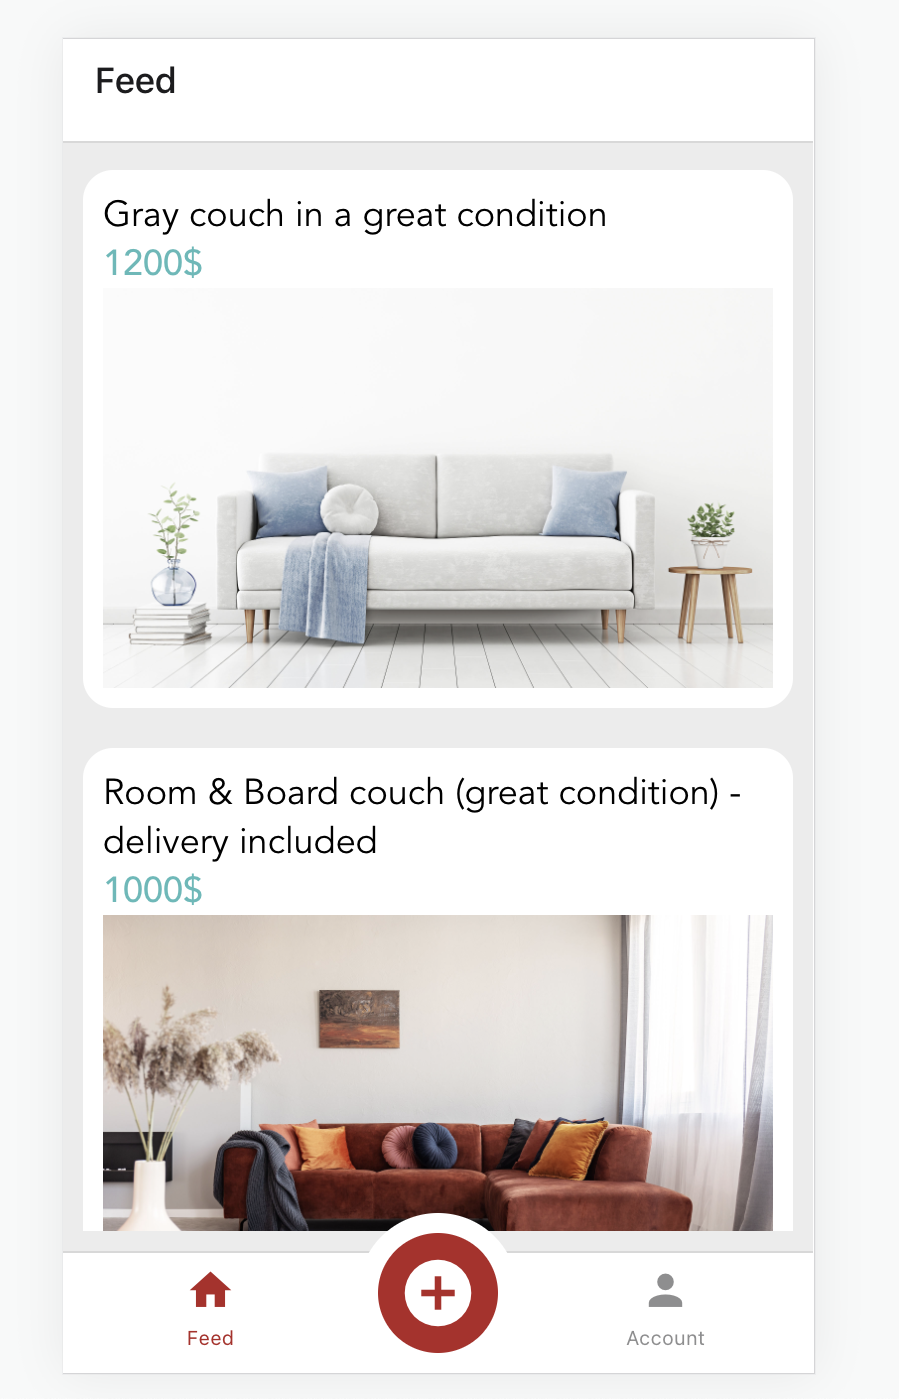 Feed
Gray couch in a great condition
1200$
Room & Board couch (great condition) -
delivery included
1000$
Feed
Account